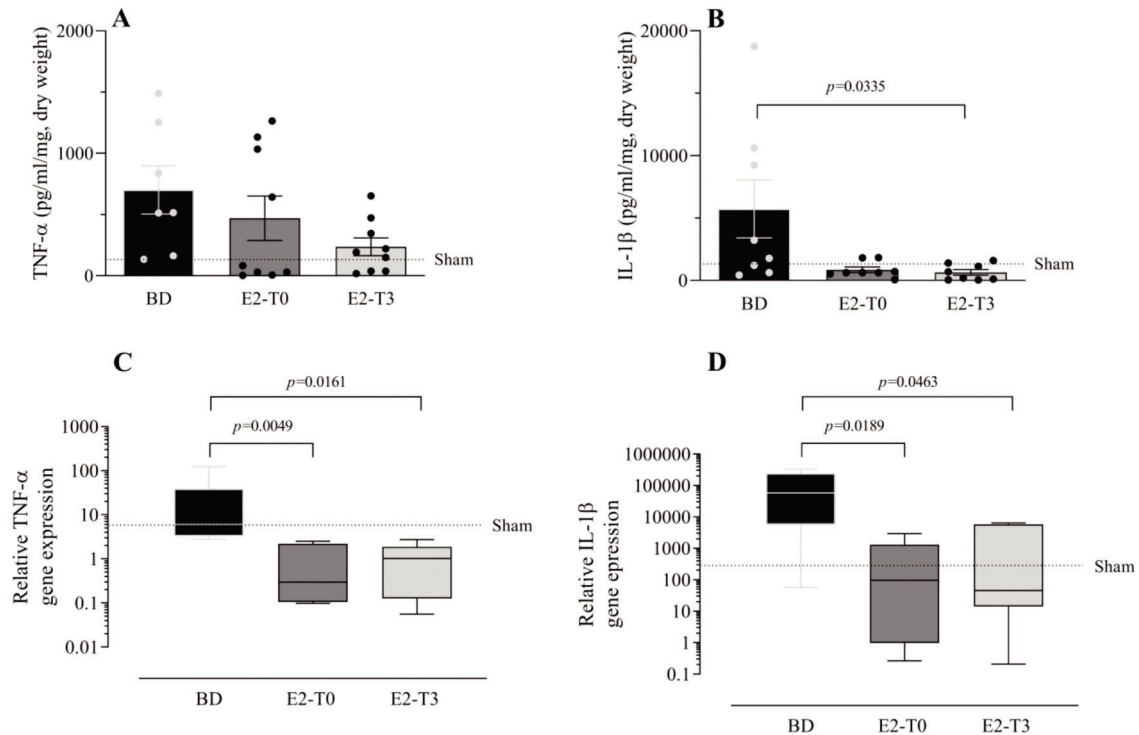 A
TNF-α (pg/ml/mg, dry weight)
2000
1000
0
Sham
BD
E2-T0
E2-T3
B
IL-1β (pg/ml/mg, dry weight)
20000
10000
0
p=0.0335
Sham
BD
E2-T0
E2-T3
C
Relative TNF-α
gene expression
1000
100
10
1
0.1
0.01
p=0.0161
p=0.0049
Sham
BD
E2-T0
E2-T3
D
Relative IL-1β
gene epression
1000000
100000
10000
1000
100
10
1
0.1
p=0.0463
p=0.0189
Sham
BD
E2-T0
E2-T3